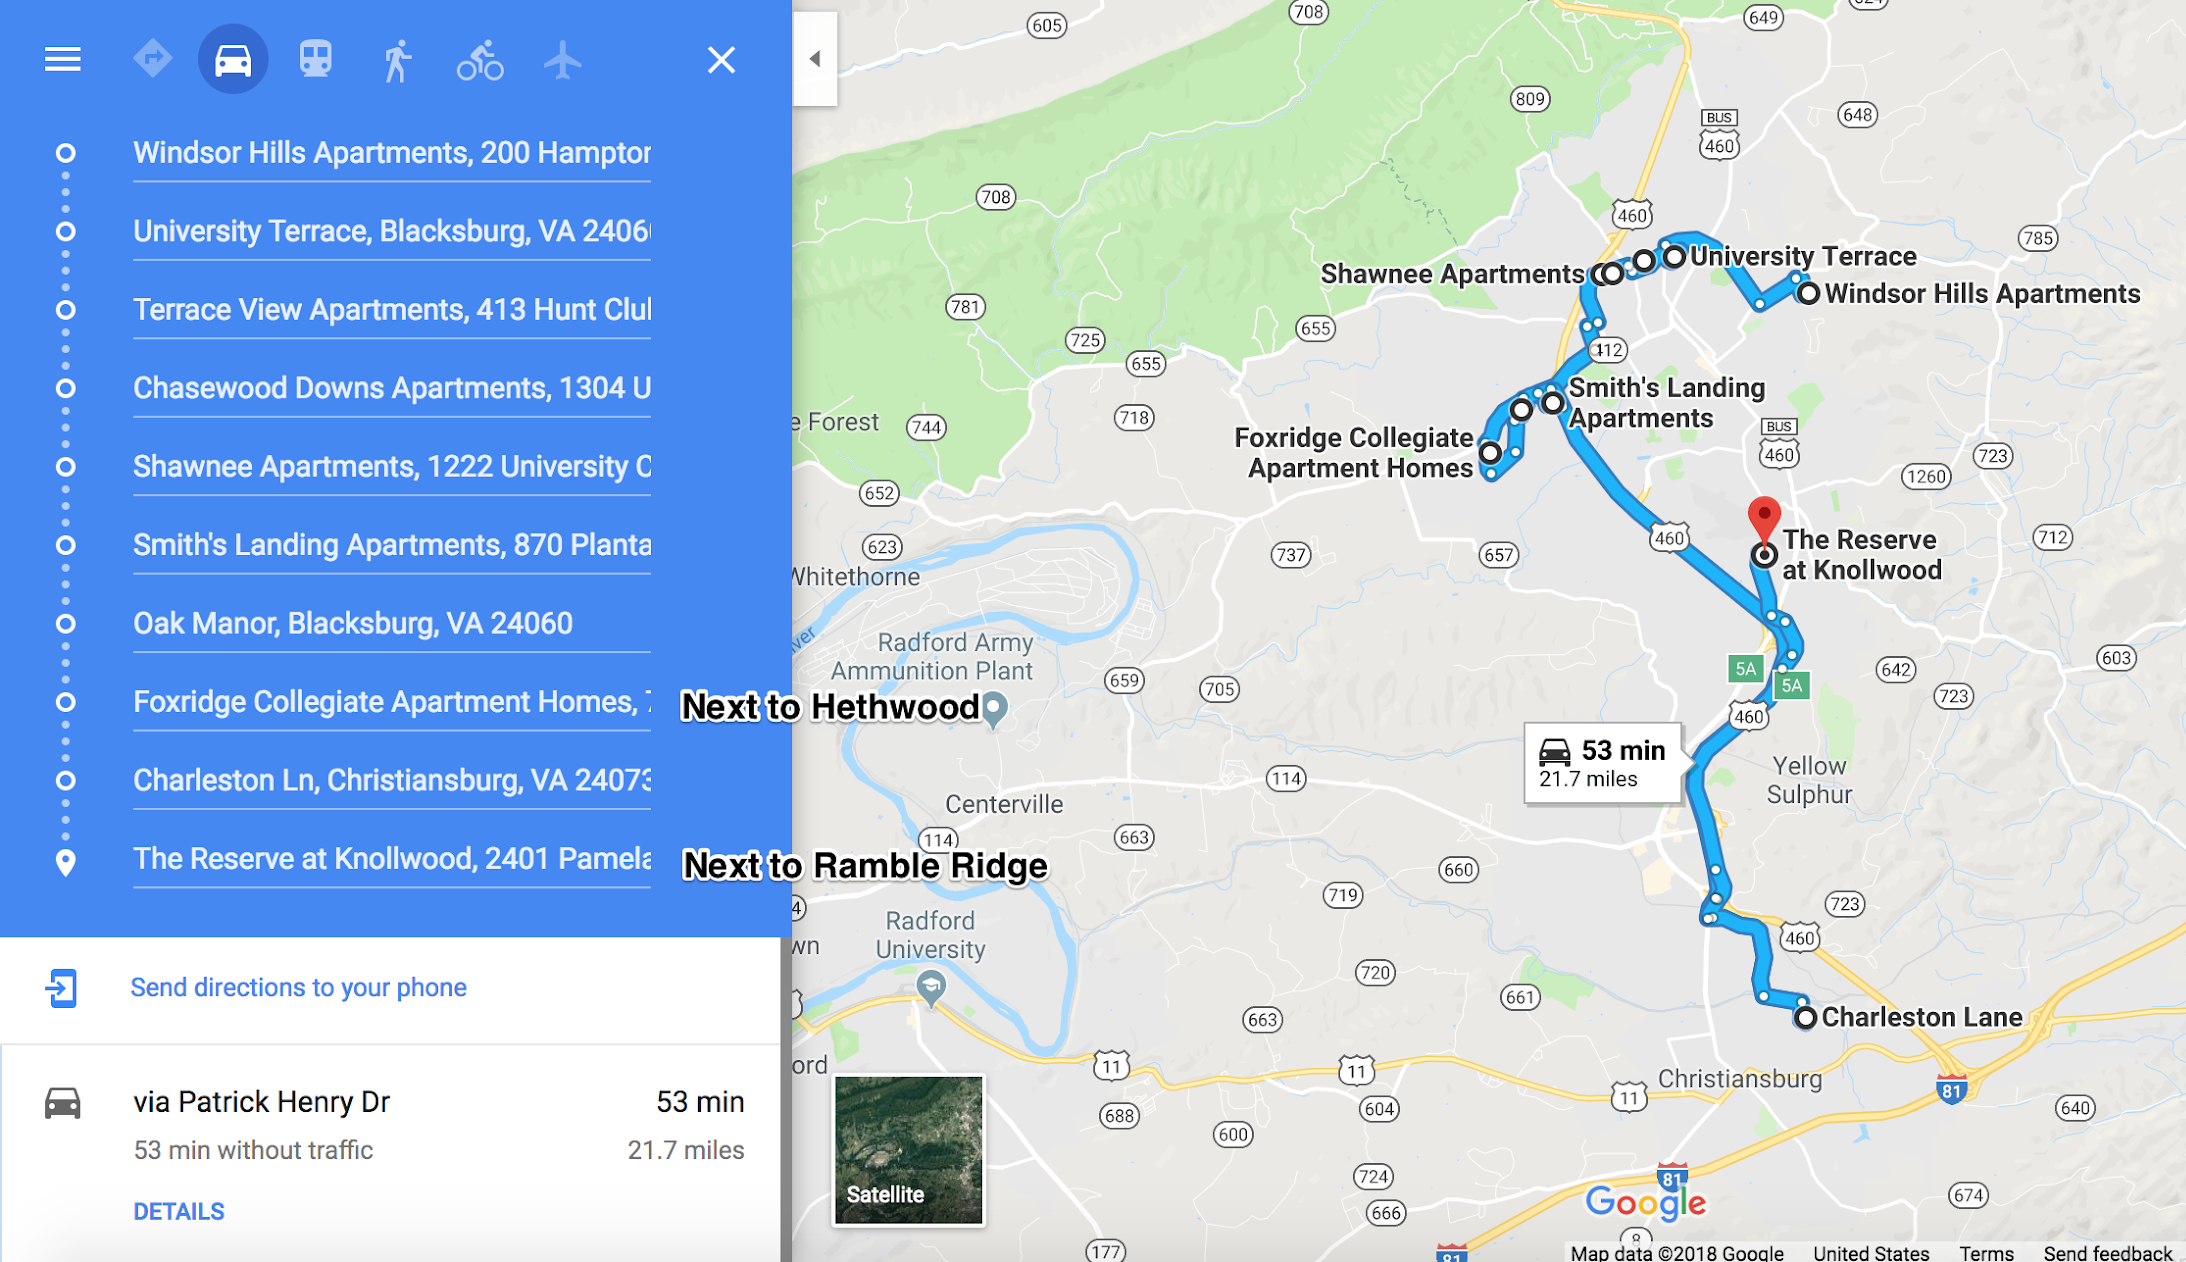 Windsor Hills Apartments, 200 Hampton
University Terrace, Blacksburg, VA 2406
Terrace View Apartments, 413 Hunt Clul
Chasewood Downs Apartments, 1304 U
Shawnee Apartments, 1222 University C
Smith's Landing Apartments, 870 Planta
Oak Manor, Blacksburg, VA 24060
Foxridge Collegiate Apartment Homes, 7
Next to Hethwood
Charleston Ln, Christiansburg, VA 24073
The Reserve at Knollwood, 2401 Pamela
Next to Ramble Ridge
Send directions to your phone
via Patrick Henry Dr
53 min
53 min without traffic
21.7 miles
DETAILS
605
708
649
809
BUS
460
648
708
460
785
Shawnee Apartments
University Terrace
Windsor Hills Apartments
781
725
655
655
412
718
Smith's Landing
Apartments
e Forest
744
BUS
460
Foxridge Collegiate
Apartment Homes
723
1260
652
623
737
657
460
The Reserve
at Knollwood
712
Whitethorne
Radford Army
Ammunition Plant
659
705
5A
5A
642
603
723
460
53 min
21.7 miles
Yellow
Sulphur
114
Centerville
114
663
660
719
723
Radford
University
wn
460
720
661
663
Charleston Lane
ord
11
11
11
Christiansburg
81
688
604
600
640
724
81
674
666
177
8
81
Satellite
Google
Map data ©2018 Google
United States
Terms
Send feedback